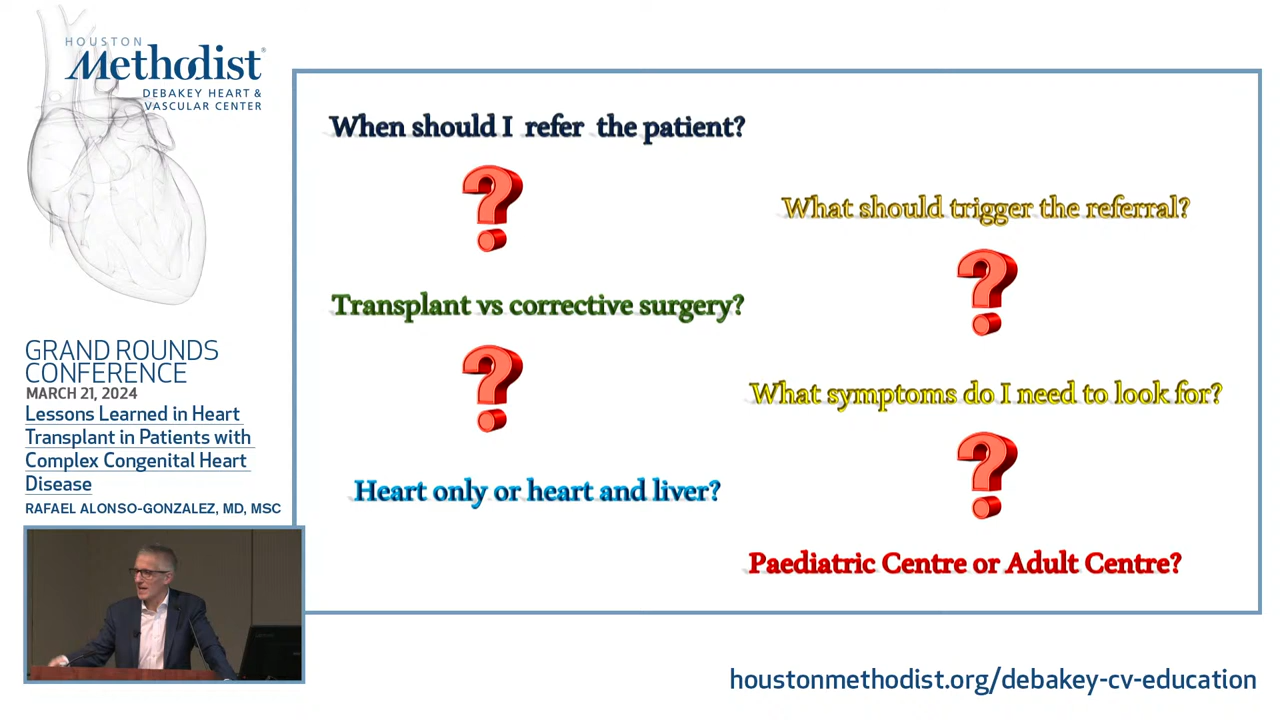 HOUSTON
Methodist®
DEBAKEY HEART &
VASCULAR CENTER
GRAND ROUNDS
CONFERENCE
MARCH 21, 2024
Lessons Learned in Heart
Transplant in Patients with
Complex Congenital Heart
Disease
RAFAEL ALONSO-GONZALEZ, MD, MSC
When should I refer the patient?
?
What should trigger the referral?
?
Transplant vs corrective surgery?
?
What symptoms do I need to look for?
?
Heart only or heart and liver?
Paediatric Centre or Adult Centre?
houstonmethodist.org/debakey-cv-education